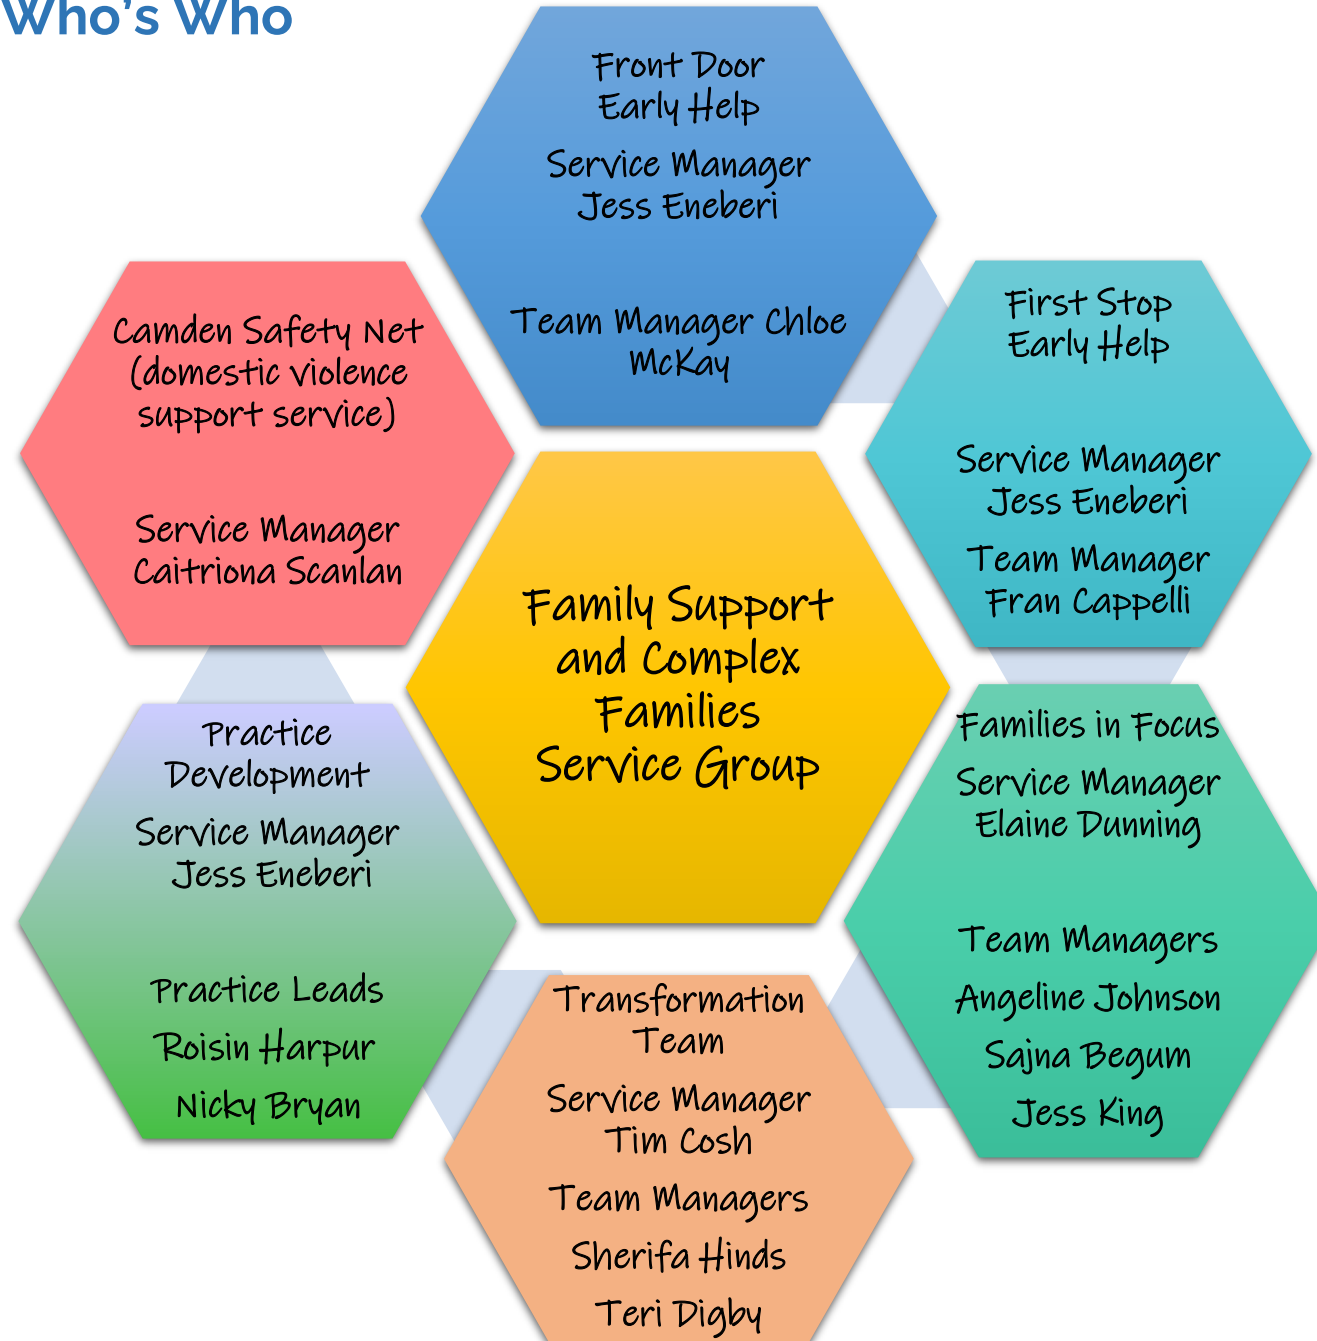 Who's Who
Front Door
Early Help
Service Manager
Jess Eneberi
Team Manager Chloe
McKay
First Stop
Early Help
Service Manager
Jess Eneberi
Team Manager
Fran Cappelli
Families in Focus
Service Manager
Elaine Dunning
Team Managers
Angeline Johnson
Sajna Begum
Jess King
Transformation
Team
Service Manager
Tim Cosh
Team Managers
Sherifa Hinds
Teri Digby
Practice
Development
Service Manager
Jess Eneberi
Practice Leads
Roisin Harpur
Nicky Bryan
Camden Safety Net
(domestic violence
support service)
Service Manager
Caitriona Scanlan
Family Support
and Complex
Families
Service Group